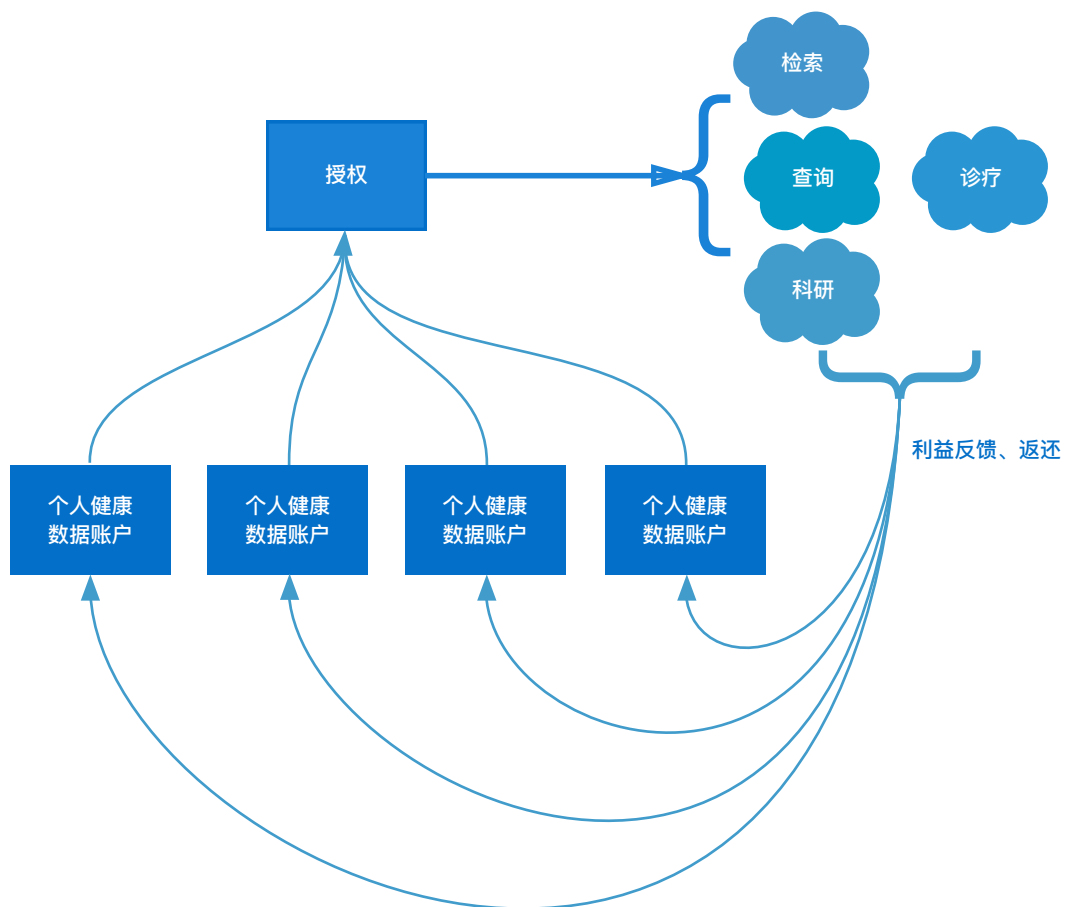 检索
授权
查询
诊疗
科研
利益反馈、返还
个人健康
数据账户
个人健康
数据账户
个人健康
数据账户
个人健康
数据账户